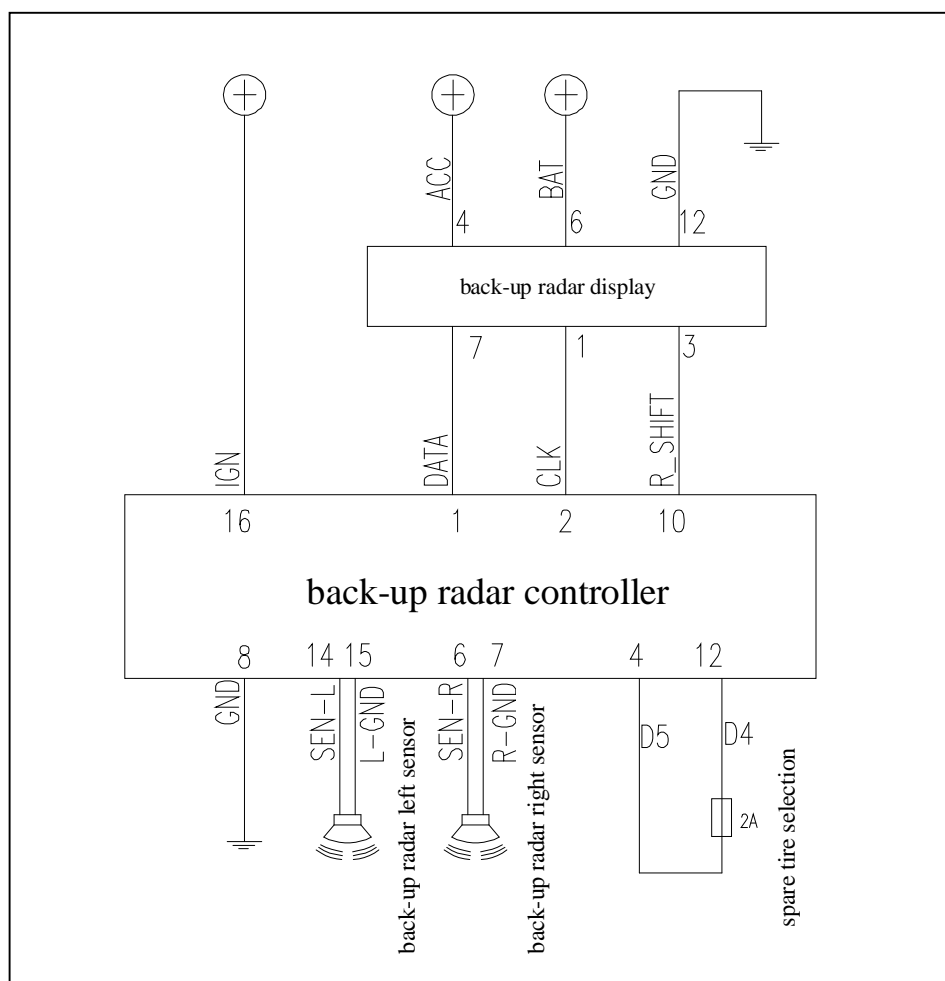 ACC
BAT
GND
4
6
12
back-up radar display
7
1
3
IGN
DATA
CLK
R_SHIFT
16
1
2
10
back-up radar controller
8
14
15
6
7
4
12
GND
SEN-L
L-GND
SEN-R
R-GND
D5
D4
2A
back-up radar left sensor
back-up radar right sensor
spare tire selection